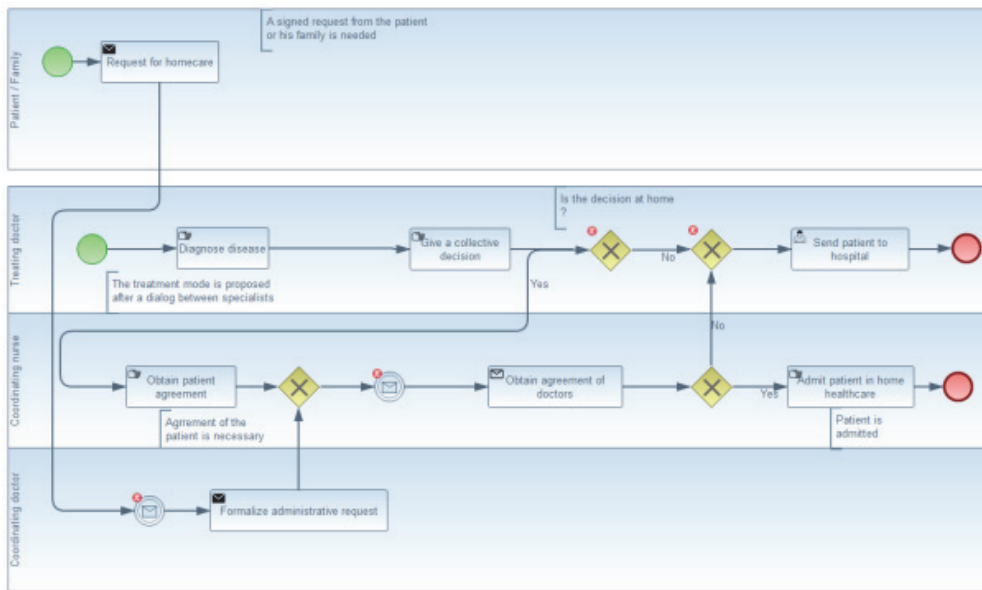 Patient / Family
A signed request from the patient
or his family is needed
Request for homecare
Treating doctor
Is the decision at home
?
Diagnose disease
Give a collective
decision
No
Send patient to
hospital
The treatment mode is proposed
after a dialog between specialists
Yes
Coordinating nurse
No
Obtain patient
agreement
Obtain agreement of
doctors
Yes
Admit patient in home
healthcare
Agrrement of the
patient is necessary
Patient is
admitted
Coordinating doctor
Formalize administrative request